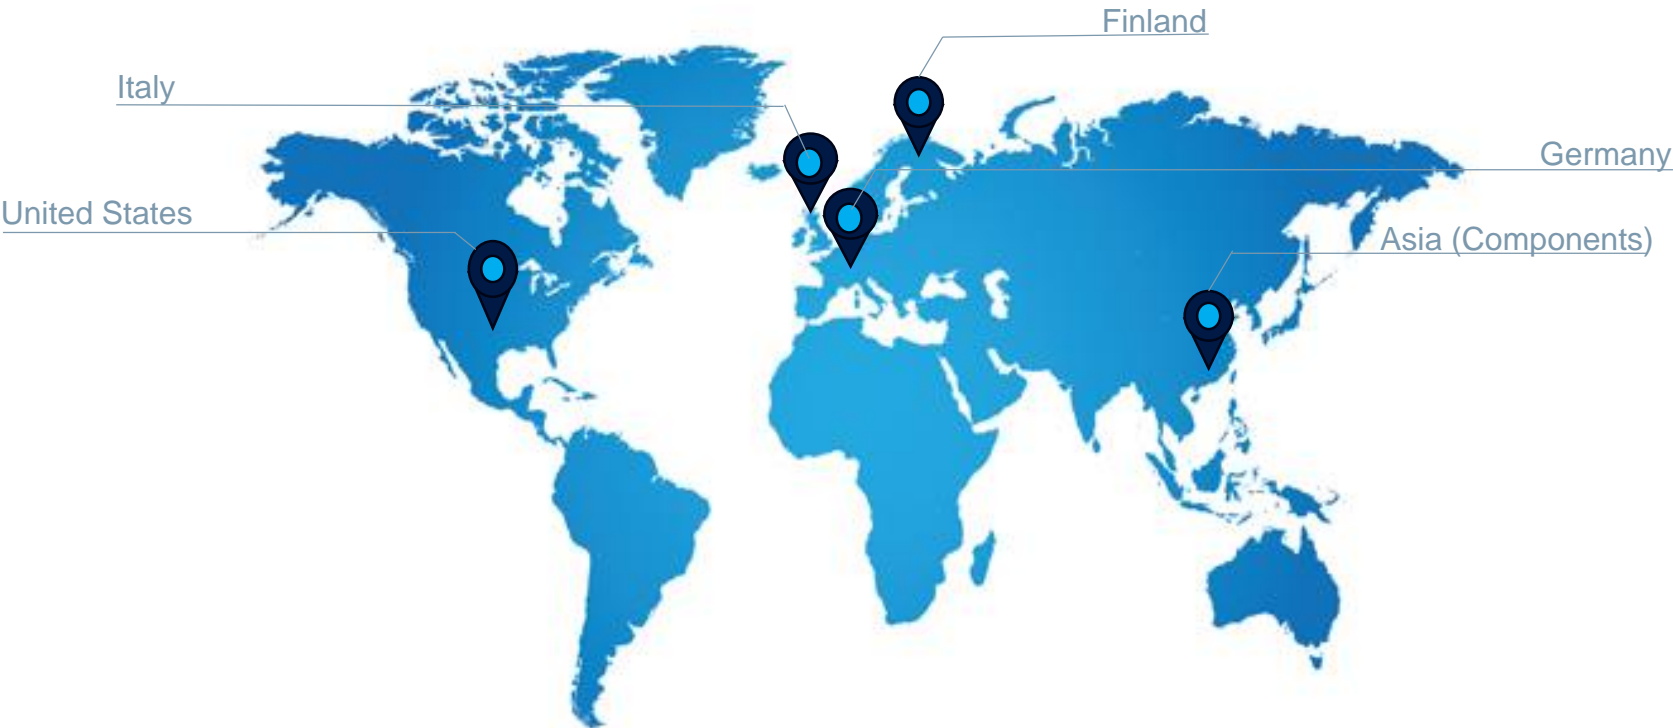 Finland
Italy
Germany
United States
Asia (Components)